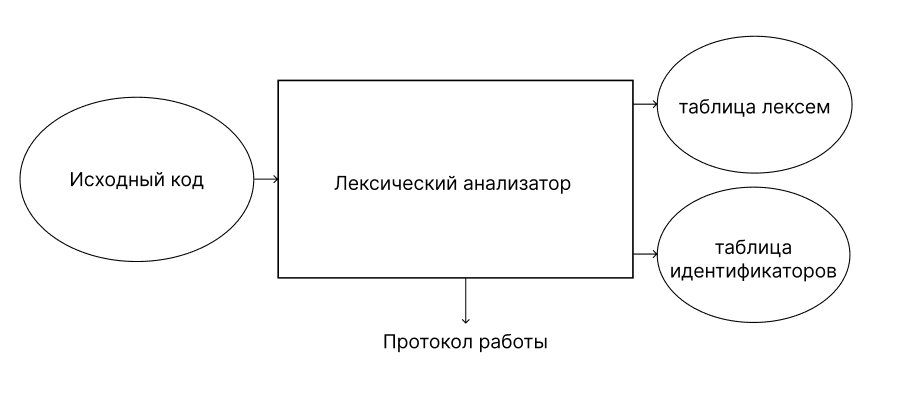 Исходный код
Лексический анализатор
таблица лексем
таблица
идентификаторов
Протокол работы